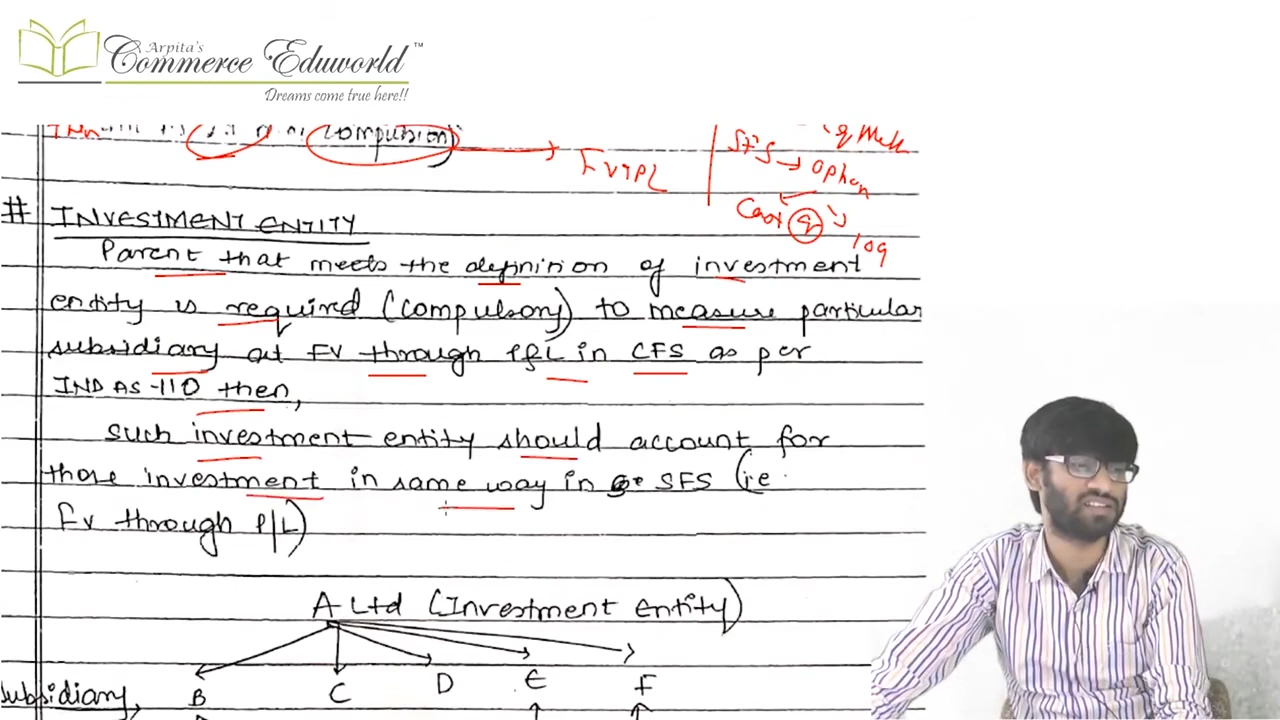 Arpita's
Commerce Eduworld™
Dreams come true here!!
compulsion)
FVTPL
SFS → option
Cost
109
# INVESTMENT ENTITY
Parent that meets the definition of investment
entity is required (compulsory) to measure particular
subsidiary at FV through P&L in CFS as per
IND AS-110 then,
such investment entity should account for
those investment in same way in SFS (i.e.
FV through P/L)
A Ltd (Investment entity)
subsidiary B C D E F